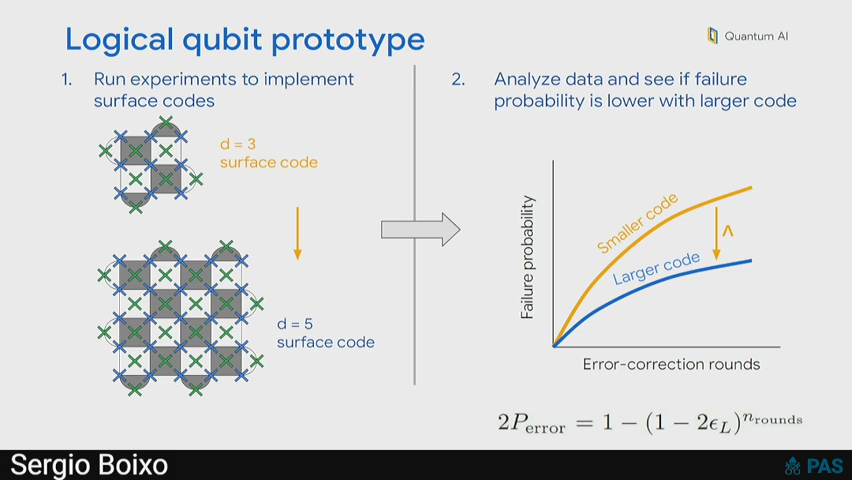 Logical qubit prototype
Quantum AI
1. Run experiments to implement
surface codes
d = 3
surface code
d = 5
surface code
2. Analyze data and see if failure
probability is lower with larger code
Failure probability
Smaller code
Λ
Larger code
Error-correction rounds
2P_error = 1 − (1 − 2ϵ_L)^n_rounds
Sergio Boixo
PAS